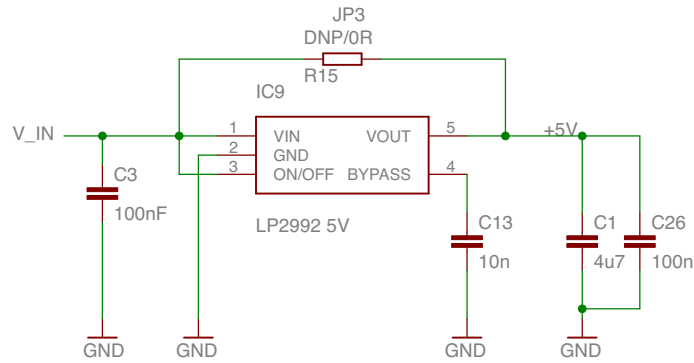 JP3
DNP/0R
R15
IC9
V_IN
1 VIN VOUT 5 +5V
2 GND
3 ON/OFF BYPASS 4
C3
100nF
LP2992 5V
C13
10n
C1
4u7
C26
100n
GND GND GND GND